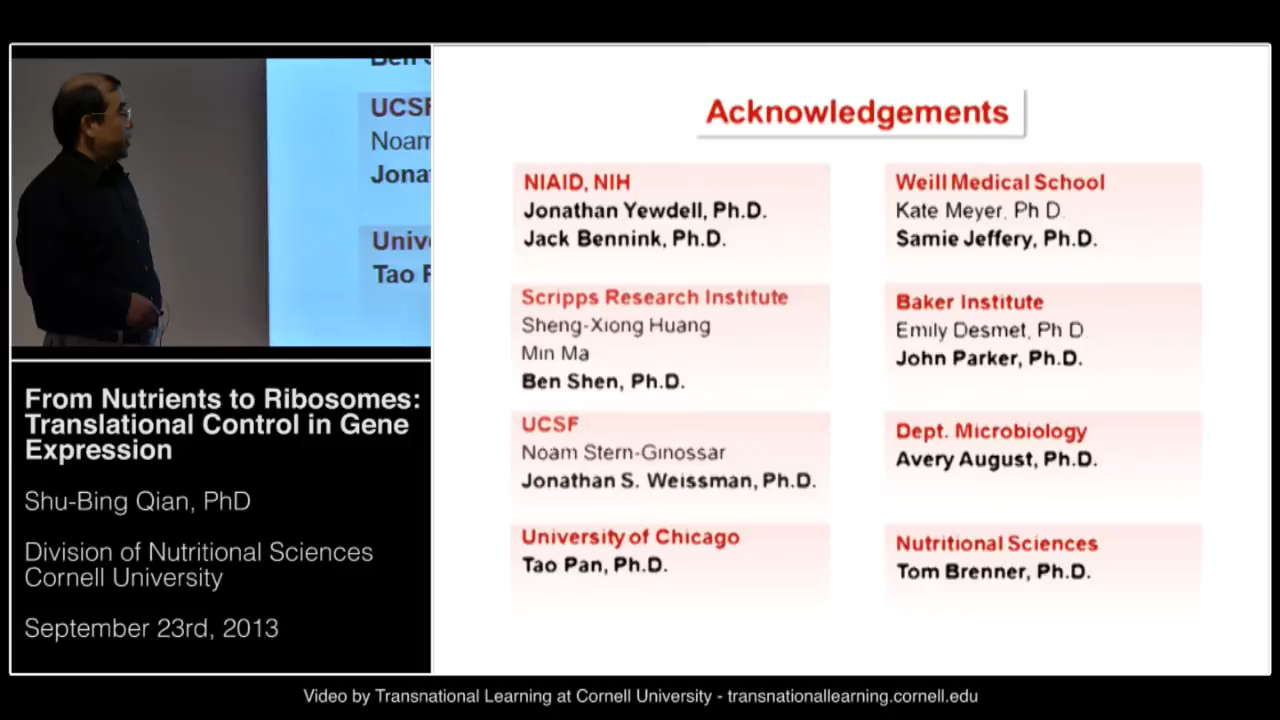 Ben
UCSF
Noam
Jona
Univ
Tao P
From Nutrients to Ribosomes:
Translational Control in Gene
Expression
Shu-Bing Qian, PhD
Division of Nutritional Sciences
Cornell University
September 23rd, 2013
Acknowledgements
NIAID, NIH
Jonathan Yewdell, Ph.D.
Jack Bennink, Ph.D.
Scripps Research Institute
Sheng-Xiong Huang
Min Ma
Ben Shen, Ph.D.
UCSF
Noam Stern-Ginossar
Jonathan S. Weissman, Ph.D.
University of Chicago
Tao Pan, Ph.D.
Weill Medical School
Kate Meyer, Ph D.
Samie Jeffery, Ph.D.
Baker Institute
Emily Desmet, Ph D
John Parker, Ph.D.
Dept. Microbiology
Avery August, Ph.D.
Nutritional Sciences
Tom Brenner, Ph.D.
Video by Transnational Learning at Cornell University - transnationallearning.cornell.edu